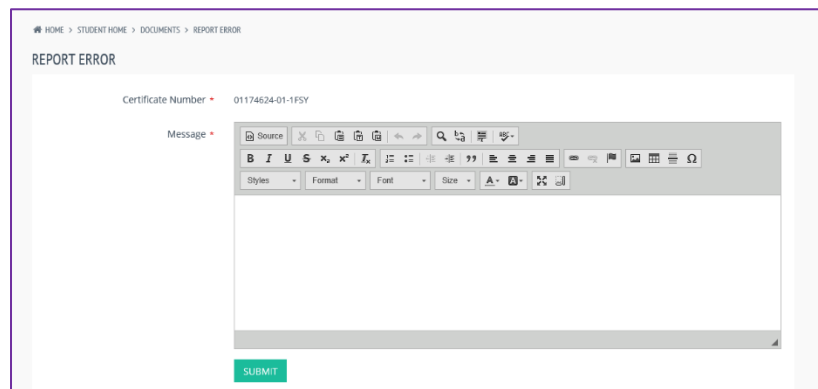 HOME > STUDENT HOME > DOCUMENTS > REPORT ERROR
REPORT ERROR
Certificate Number * 01174624-01-1FSY
Message *
Source
B I U S x₂ x² Ix
Styles Format Font Size A A
SUBMIT